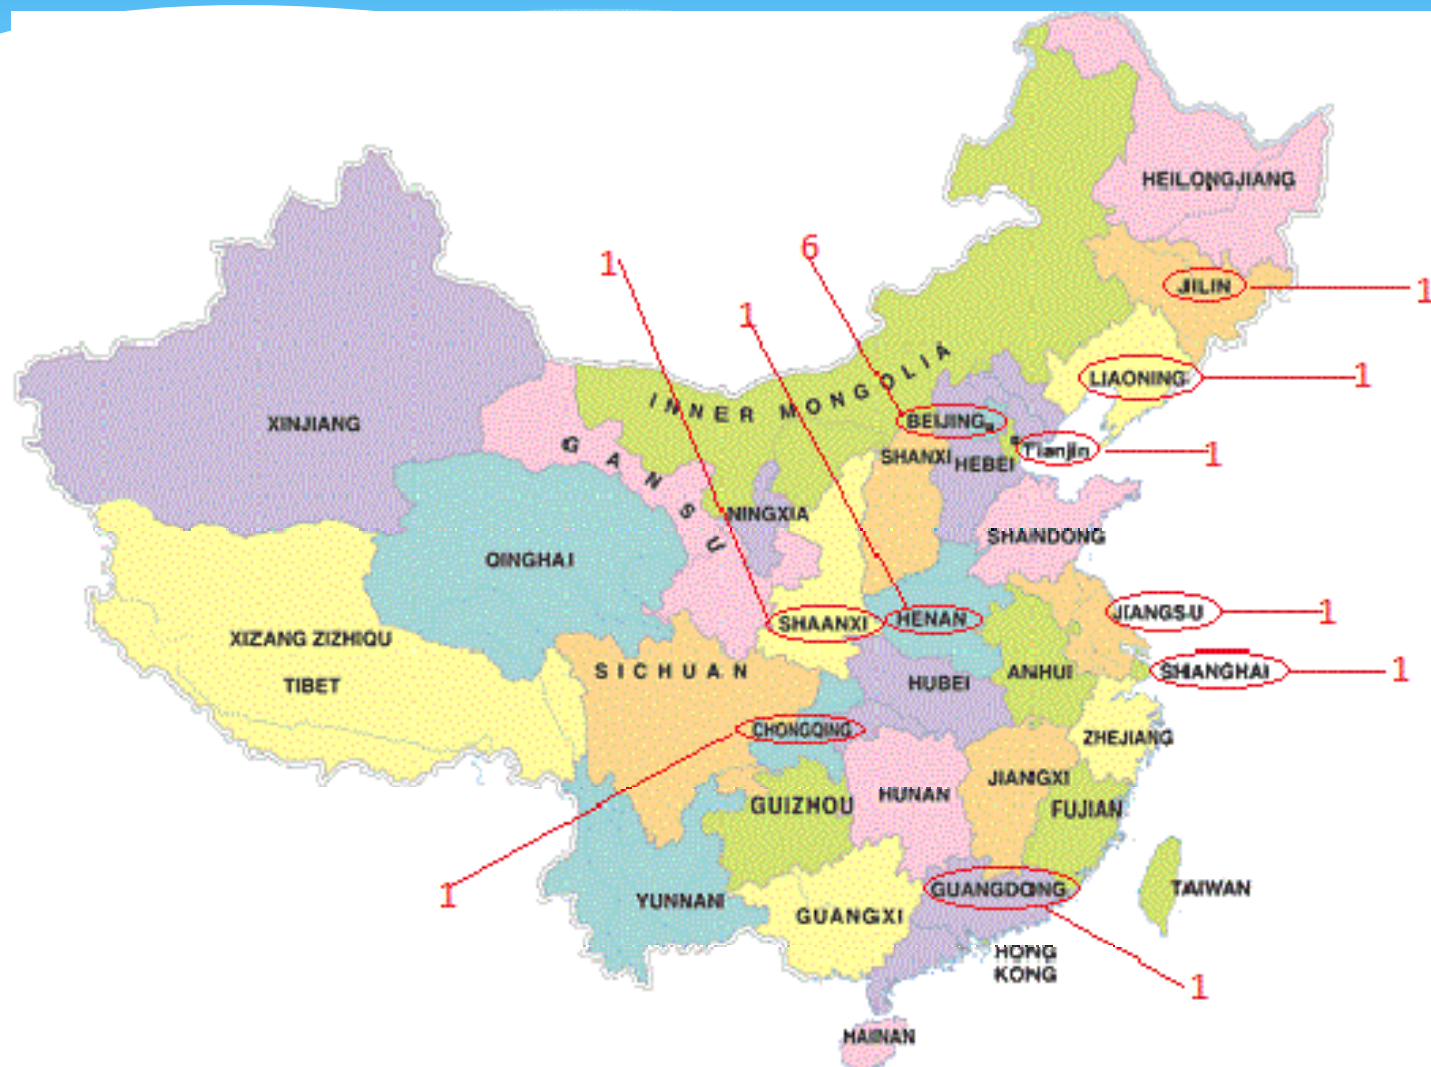 HEILONGJIANG
6
1
JILIN
1
1
INNER MONGOLIA
LIAONING
1
XINJIANG
BEIJING
GANSU
SHANXI
HEBEI
Tianjin
1
NINGXIA
SHANDONG
QINGHAI
JIANGSU
1
SHAANXI
HENAN
XIZANG ZIZHIQU
TIBET
SICHUAN
HUBEI
ANHUI
SHIANGHAI
1
CHONGQING
ZHEJIANG
JIANGXI
HUNAN
GUIZHOU
FUJIAN
1
YUNNAN
GUANGXI
GUANGDONG
TAIWAN
HONG
KONG
1
HAINAN